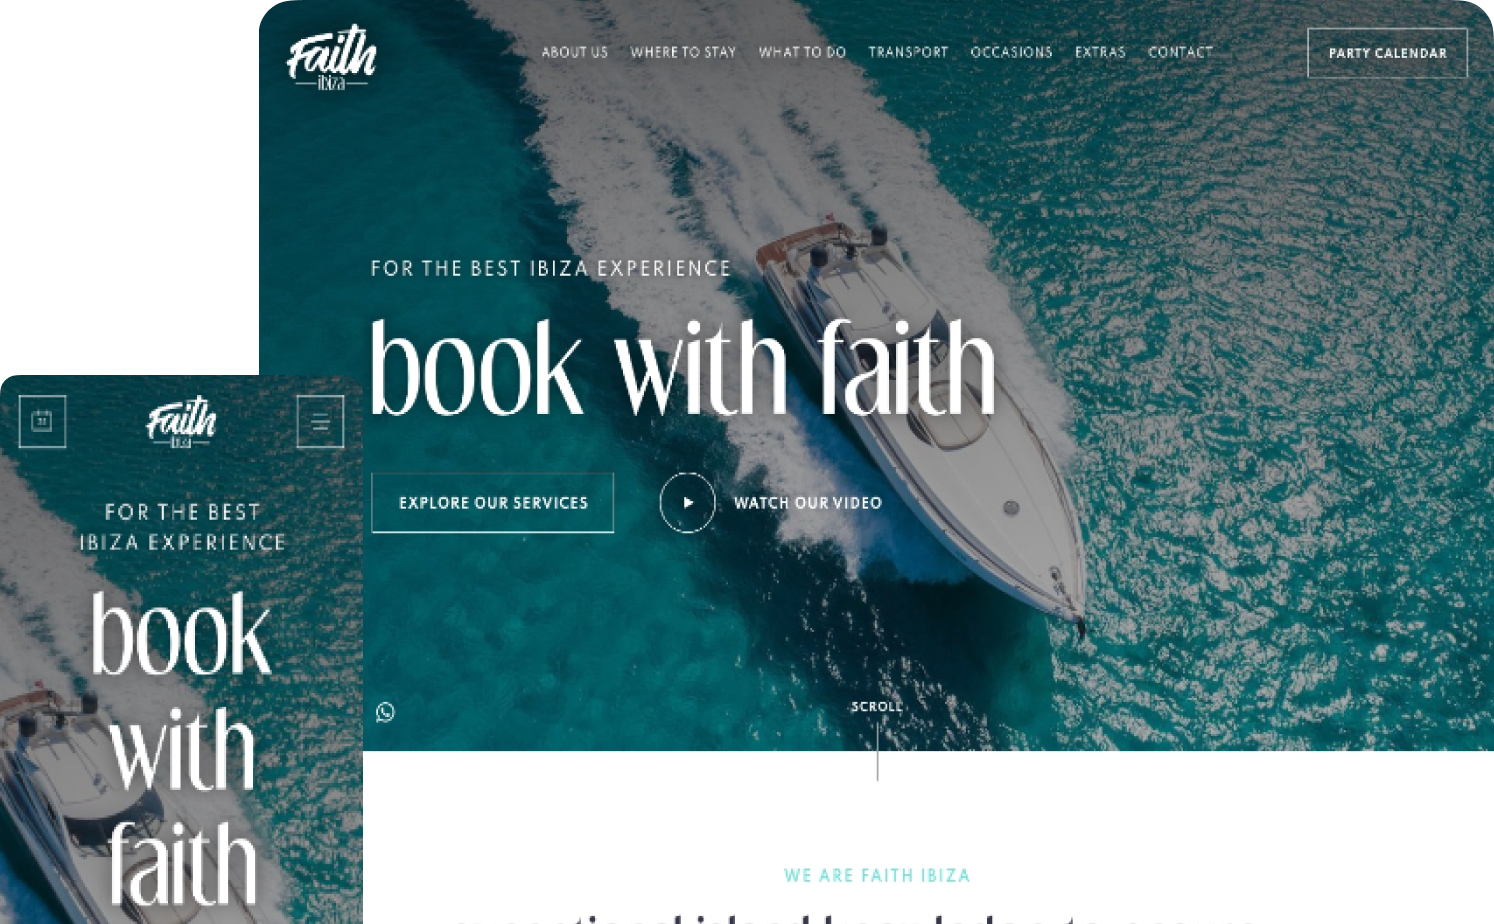 Faith
ibiza
ABOUT US WHERE TO STAY WHAT TO DO TRANSPORT OCCASIONS EXTRAS CONTACT
PARTY CALENDAR
FOR THE BEST IBIZA EXPERIENCE
book with faith
EXPLORE OUR SERVICES
WATCH OUR VIDEO
SCROLL
WE ARE FAITH IBIZA
31
Faith
ibiza
FOR THE BEST
IBIZA EXPERIENCE
book
with
faith